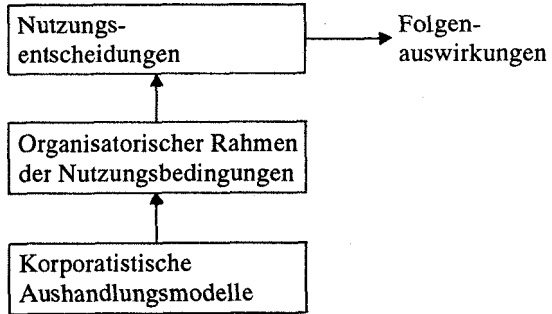 Nutzungs-
entscheidungen
Folgen-
auswirkungen
Organisatorischer Rahmen
der Nutzungsbedingungen
Korporatistische
Aushandlungsmodelle